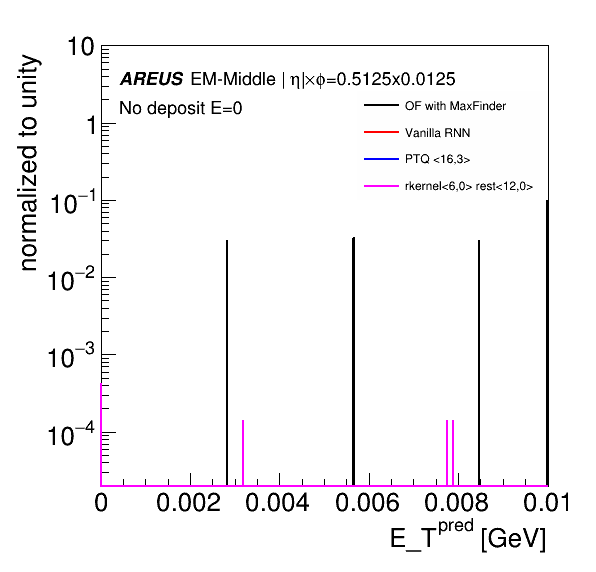 normalized to unity
10
1
10⁻¹
10⁻²
10⁻³
10⁻⁴
AREUS EM-Middle | η|×ϕ=0.5125x0.0125
No deposit E=0
OF with MaxFinder
Vanilla RNN
PTQ <16,3>
rkernel<6,0> rest<12,0>
0 0.002 0.004 0.006 0.008 0.01
E_T^pred [GeV]